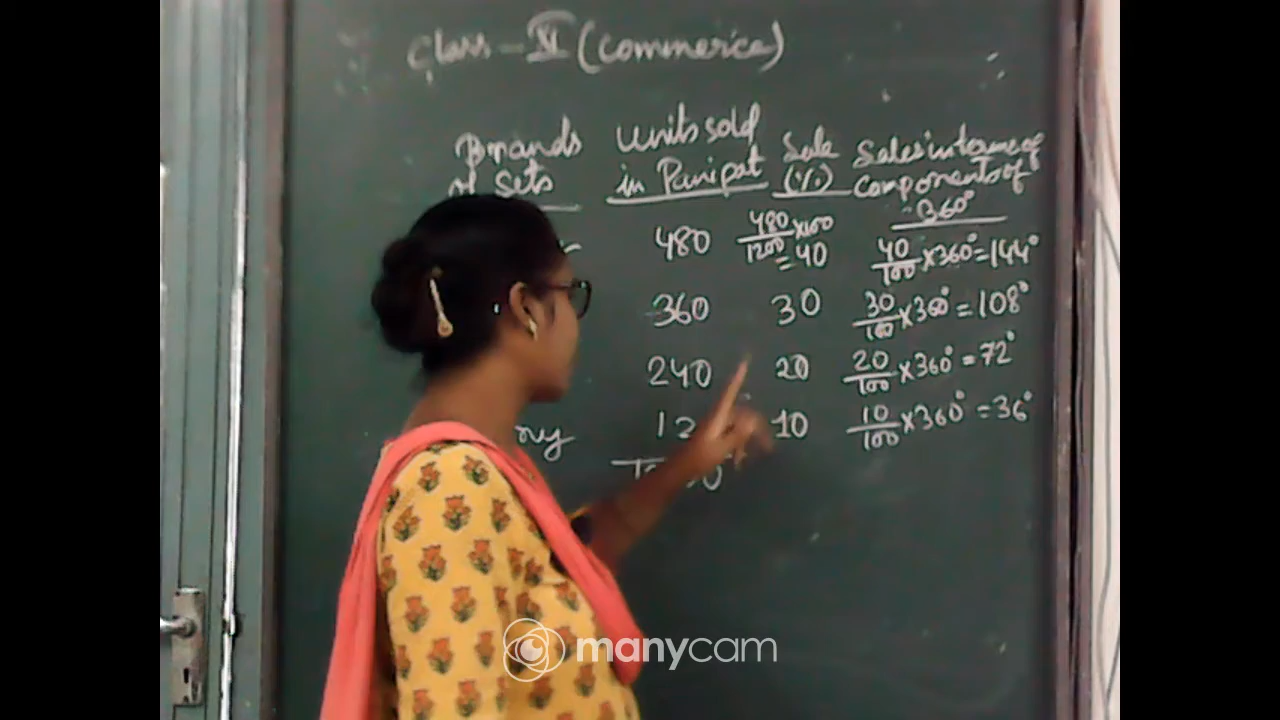 Class - XI (Commerce)
Brands Units sold Sale Sales in terms of
of Sets in Panipat (%) components of
360°
480 480/1200 × 100 = 40 40/100 × 360° = 144°
360 30 30/100 × 360° = 108°
240 20 20/100 × 360° = 72°
12 10 10/100 × 360° = 36°
manycam